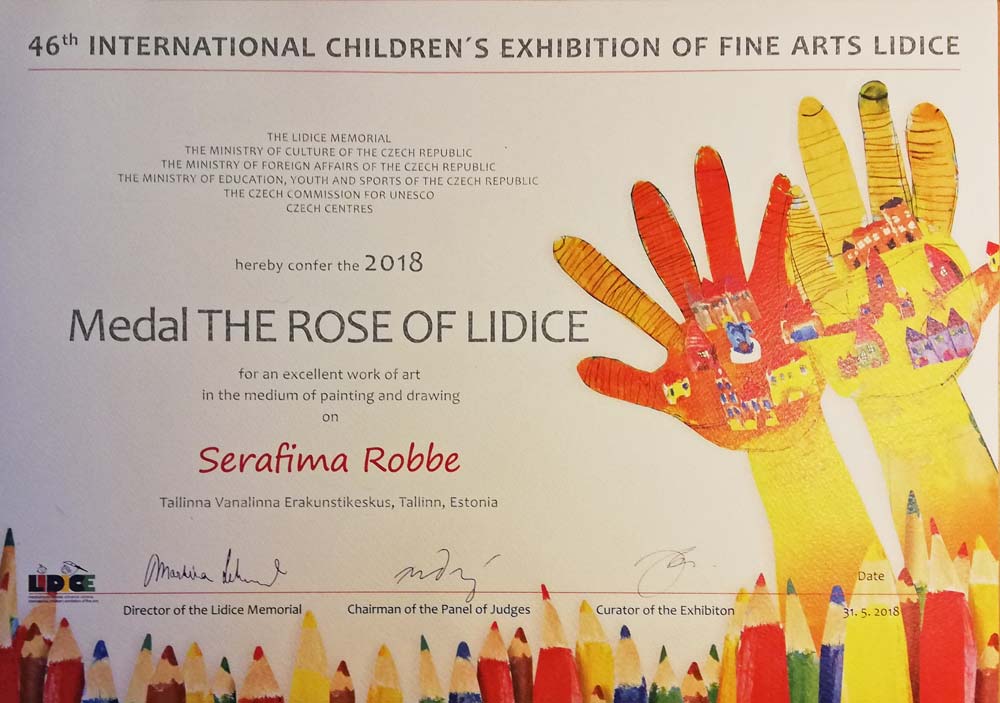 46th INTERNATIONAL CHILDREN´S EXHIBITION OF FINE ARTS LIDICE
THE LIDICE MEMORIAL
THE MINISTRY OF CULTURE OF THE CZECH REPUBLIC
THE MINISTRY OF FOREIGN AFFAIRS OF THE CZECH REPUBLIC
THE MINISTRY OF EDUCATION, YOUTH AND SPORTS OF THE CZECH REPUBLIC
THE CZECH COMMISSION FOR UNESCO
CZECH CENTRES
hereby confer the 2018
Medal THE ROSE OF LIDICE
for an excellent work of art
in the medium of painting and drawing
on
Serafima Robbe
Tallinna Vanalinna Erakunstikeskus, Tallinn, Estonia
LIDICE
Date
Director of the Lidice Memorial
Chairman of the Panel of Judges
Curator of the Exhibiton
31. 5. 2018